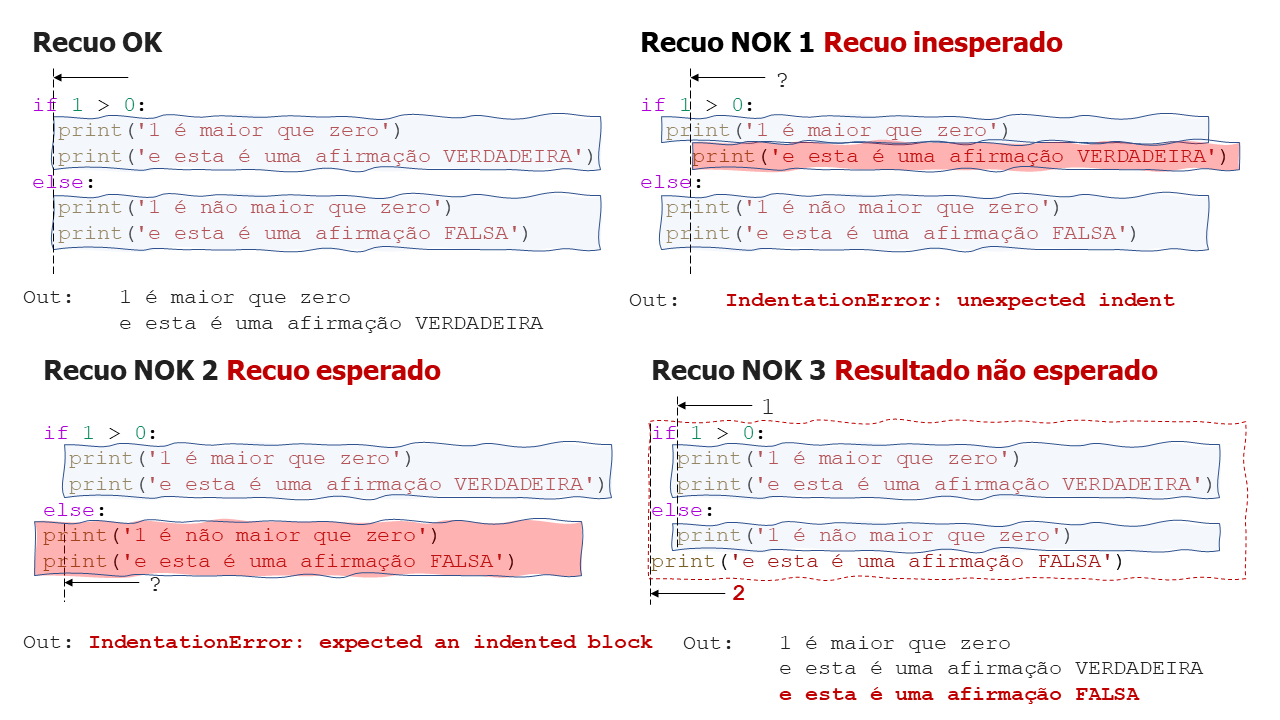 Recuo OK
if 1 > 0:
print('1 é maior que zero')
print('e esta é uma afirmação VERDADEIRA')
else:
print('1 é não maior que zero')
print('e esta é uma afirmação FALSA')
Out: 1 é maior que zero
e esta é uma afirmação VERDADEIRA
Recuo NOK 1 Recuo inesperado
?
if 1 > 0:
print('1 é maior que zero')
print('e esta é uma afirmação VERDADEIRA')
else:
print('1 é não maior que zero')
print('e esta é uma afirmação FALSA')
Out: IndentationError: unexpected indent
Recuo NOK 2 Recuo esperado
if 1 > 0:
print('1 é maior que zero')
print('e esta é uma afirmação VERDADEIRA')
else:
print('1 é não maior que zero')
print('e esta é uma afirmação FALSA')
?
Out: IndentationError: expected an indented block
Recuo NOK 3 Resultado não esperado
1
if 1 > 0:
print('1 é maior que zero')
print('e esta é uma afirmação VERDADEIRA')
else:
print('1 é não maior que zero')
print('e esta é uma afirmação FALSA')
2
Out: 1 é maior que zero
e esta é uma afirmação VERDADEIRA
e esta é uma afirmação FALSA